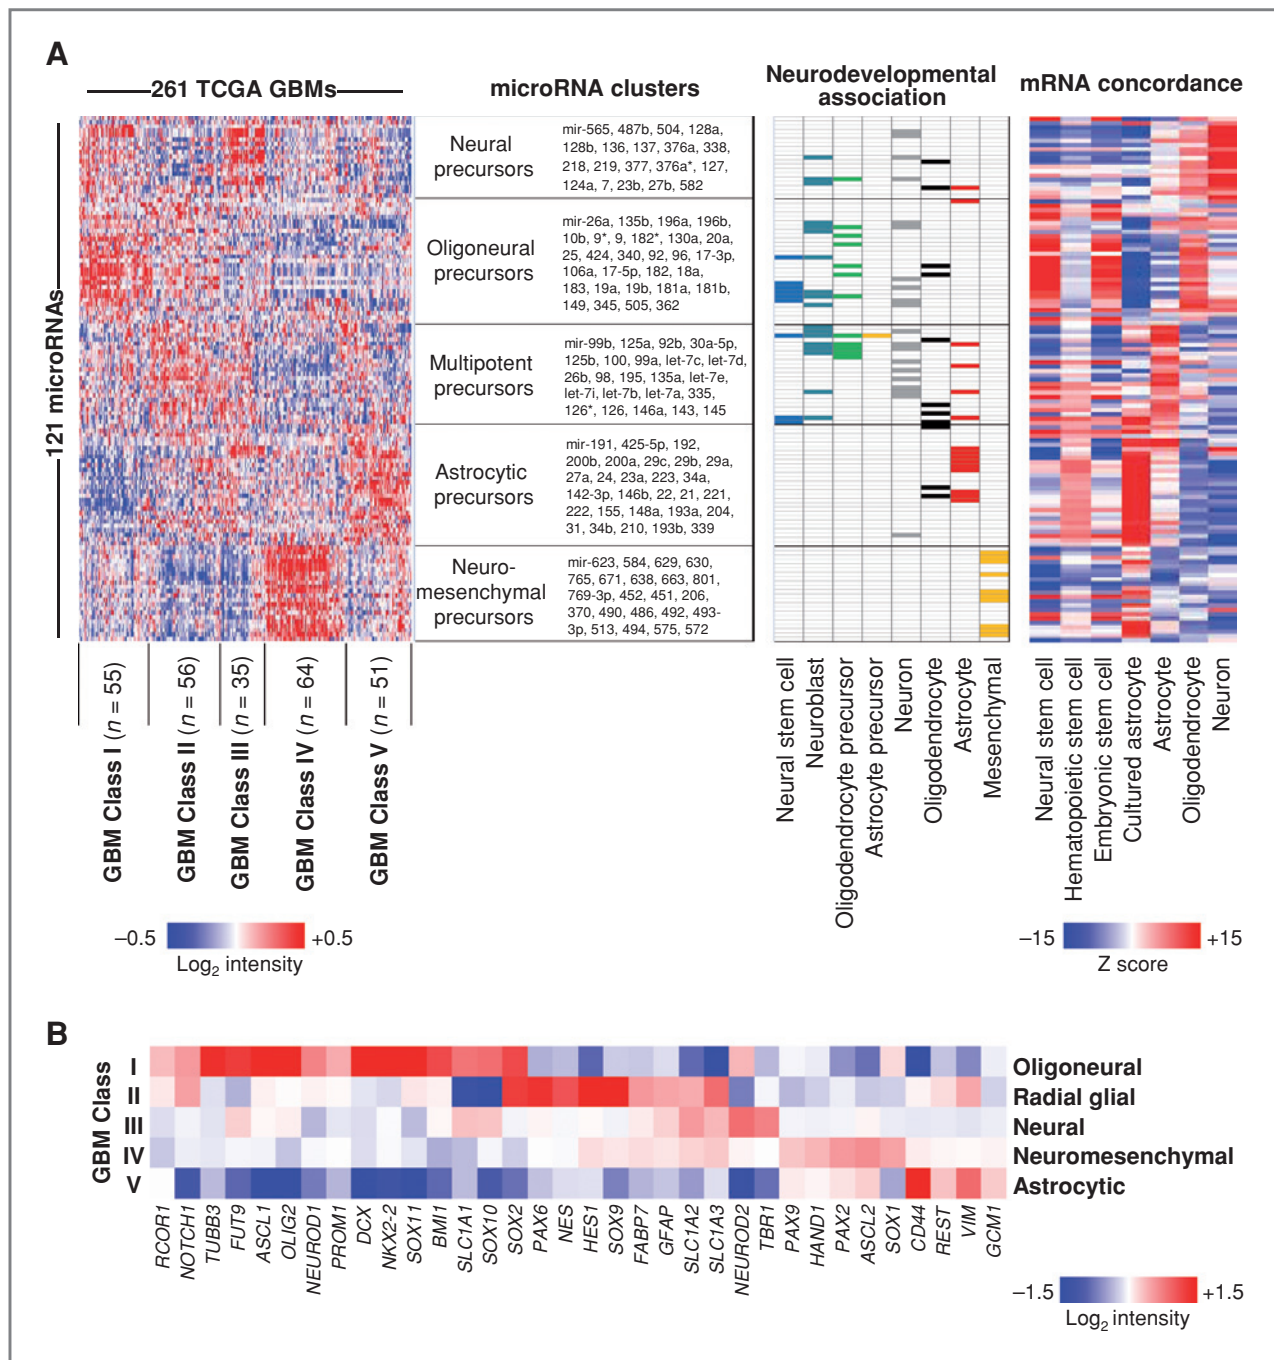 A
261 TCGA GBMs
microRNA clusters
Neurodevelopmental
association
mRNA concordance
121 microRNAs
Neural
precursors
mir-565, 487b, 504, 128a,
128b, 136, 137, 376a, 338,
218, 219, 377, 376a*, 127,
124a, 7, 23b, 27b, 582
Oligoneural
precursors
mir-26a, 135b, 196a, 196b,
10b, 9*, 9, 182*, 130a, 20a,
25, 424, 340, 92, 96, 17-3p,
106a, 17-5p, 182, 18a,
183, 19a, 19b, 181a, 181b,
149, 345, 505, 362
Multipotent
precursors
mir-99b, 125a, 92b, 30a-5p,
125b, 100, 99a, let-7c, let-7d,
26b, 98, 195, 135a, let-7e,
let-7i, let-7b, let-7a, 335,
126*, 126, 146a, 143, 145
Astrocytic
precursors
mir-191, 425-5p, 192,
200b, 200a, 29c, 29b, 29a,
27a, 24, 23a, 223, 34a,
142-3p, 146b, 22, 21, 221,
222, 155, 148a, 193a, 204,
31, 34b, 210, 193b, 339
Neuro-
mesenchymal
precursors
mir-623, 584, 629, 630,
765, 671, 638, 663, 801,
769-3p, 452, 451, 206,
370, 490, 486, 492, 493-
3p, 513, 494, 575, 572
GBM Class I (n = 55)
GBM Class II (n = 56)
GBM Class III (n = 35)
GBM Class IV (n = 64)
GBM Class V (n = 51)
Neural stem cell
Neuroblast
Oligodendrocyte precursor
Astrocyte precursor
Neuron
Oligodendrocyte
Astrocyte
Mesenchymal
Neural stem cell
Hematopoietic stem cell
Embryonic stem cell
Cultured astrocyte
Astrocyte
Oligodendrocyte
Neuron
–0.5 +0.5
Log2 intensity
–15 +15
Z score
B
GBM Class
I Oligoneural
II Radial glial
III Neural
IV Neuromesenchymal
V Astrocytic
RCOR1
NOTCH1
TUBB3
FUT9
ASCL1
OLIG2
NEUROD1
PROM1
DCX
NKX2-2
SOX11
BMI1
SLC1A1
SOX10
SOX2
PAX6
NES
HES1
SOX9
FABP7
GFAP
SLC1A2
SLC1A3
NEUROD2
TBR1
PAX9
HAND1
PAX2
ASCL2
SOX1
CD44
REST
VIM
GCM1
–1.5 +1.5
Log2 intensity